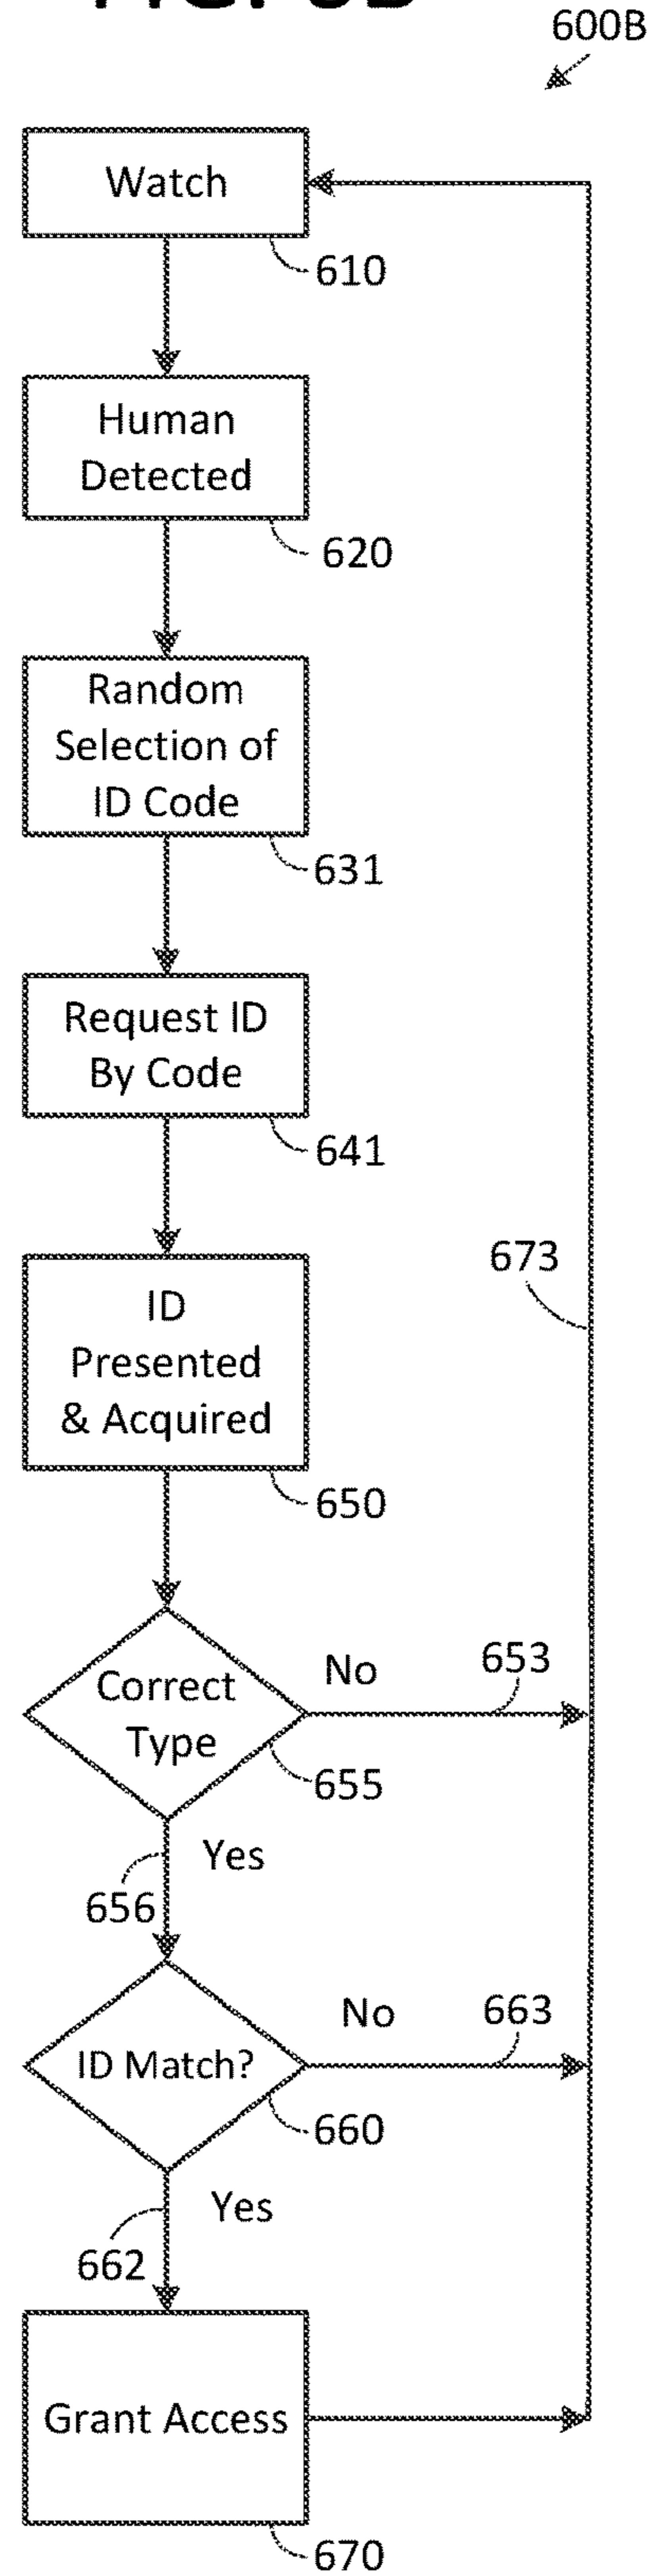 600B
Watch
610
Human
Detected
620
Random
Selection of
ID Code
631
Request ID
By Code
641
673
ID
Presented
& Acquired
650
No
653
Correct
Type
655
Yes
656
No
663
ID Match?
660
Yes
662
Grant Access
670